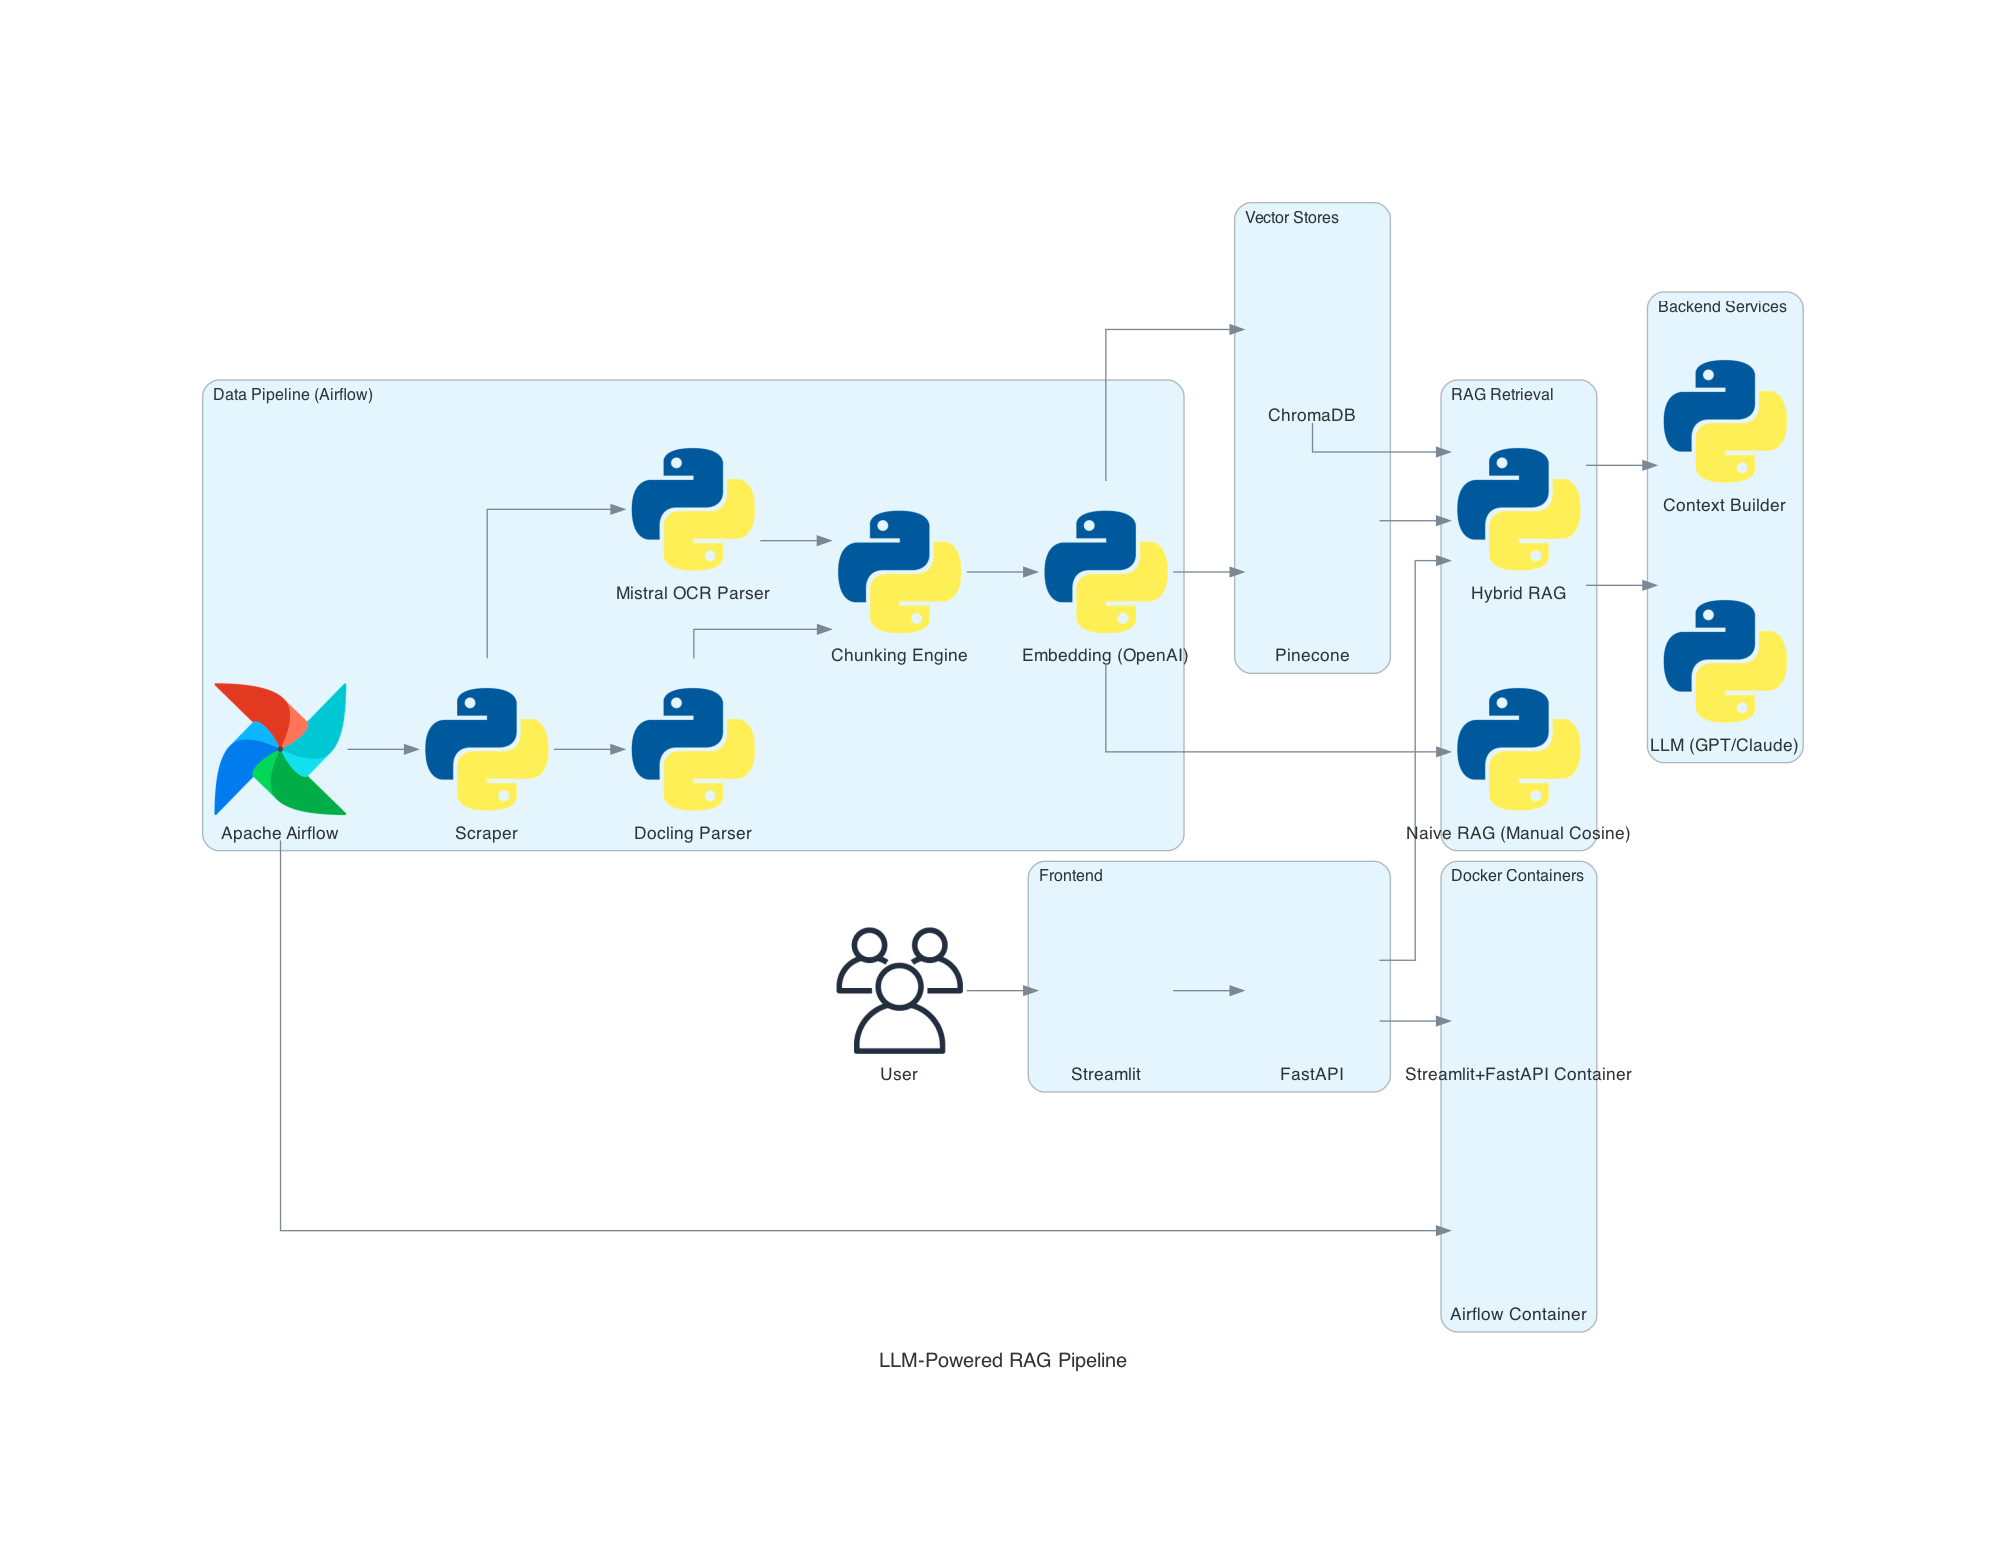 Vector Stores
ChromaDB
Pinecone
Backend Services
Context Builder
LLM (GPT/Claude)
Data Pipeline (Airflow)
Mistral OCR Parser
Chunking Engine
Embedding (OpenAI)
Apache Airflow
Scraper
Docling Parser
RAG Retrieval
Hybrid RAG
Naive RAG (Manual Cosine)
Frontend
User
Streamlit
FastAPI
Docker Containers
Streamlit+FastAPI Container
Airflow Container
LLM-Powered RAG Pipeline